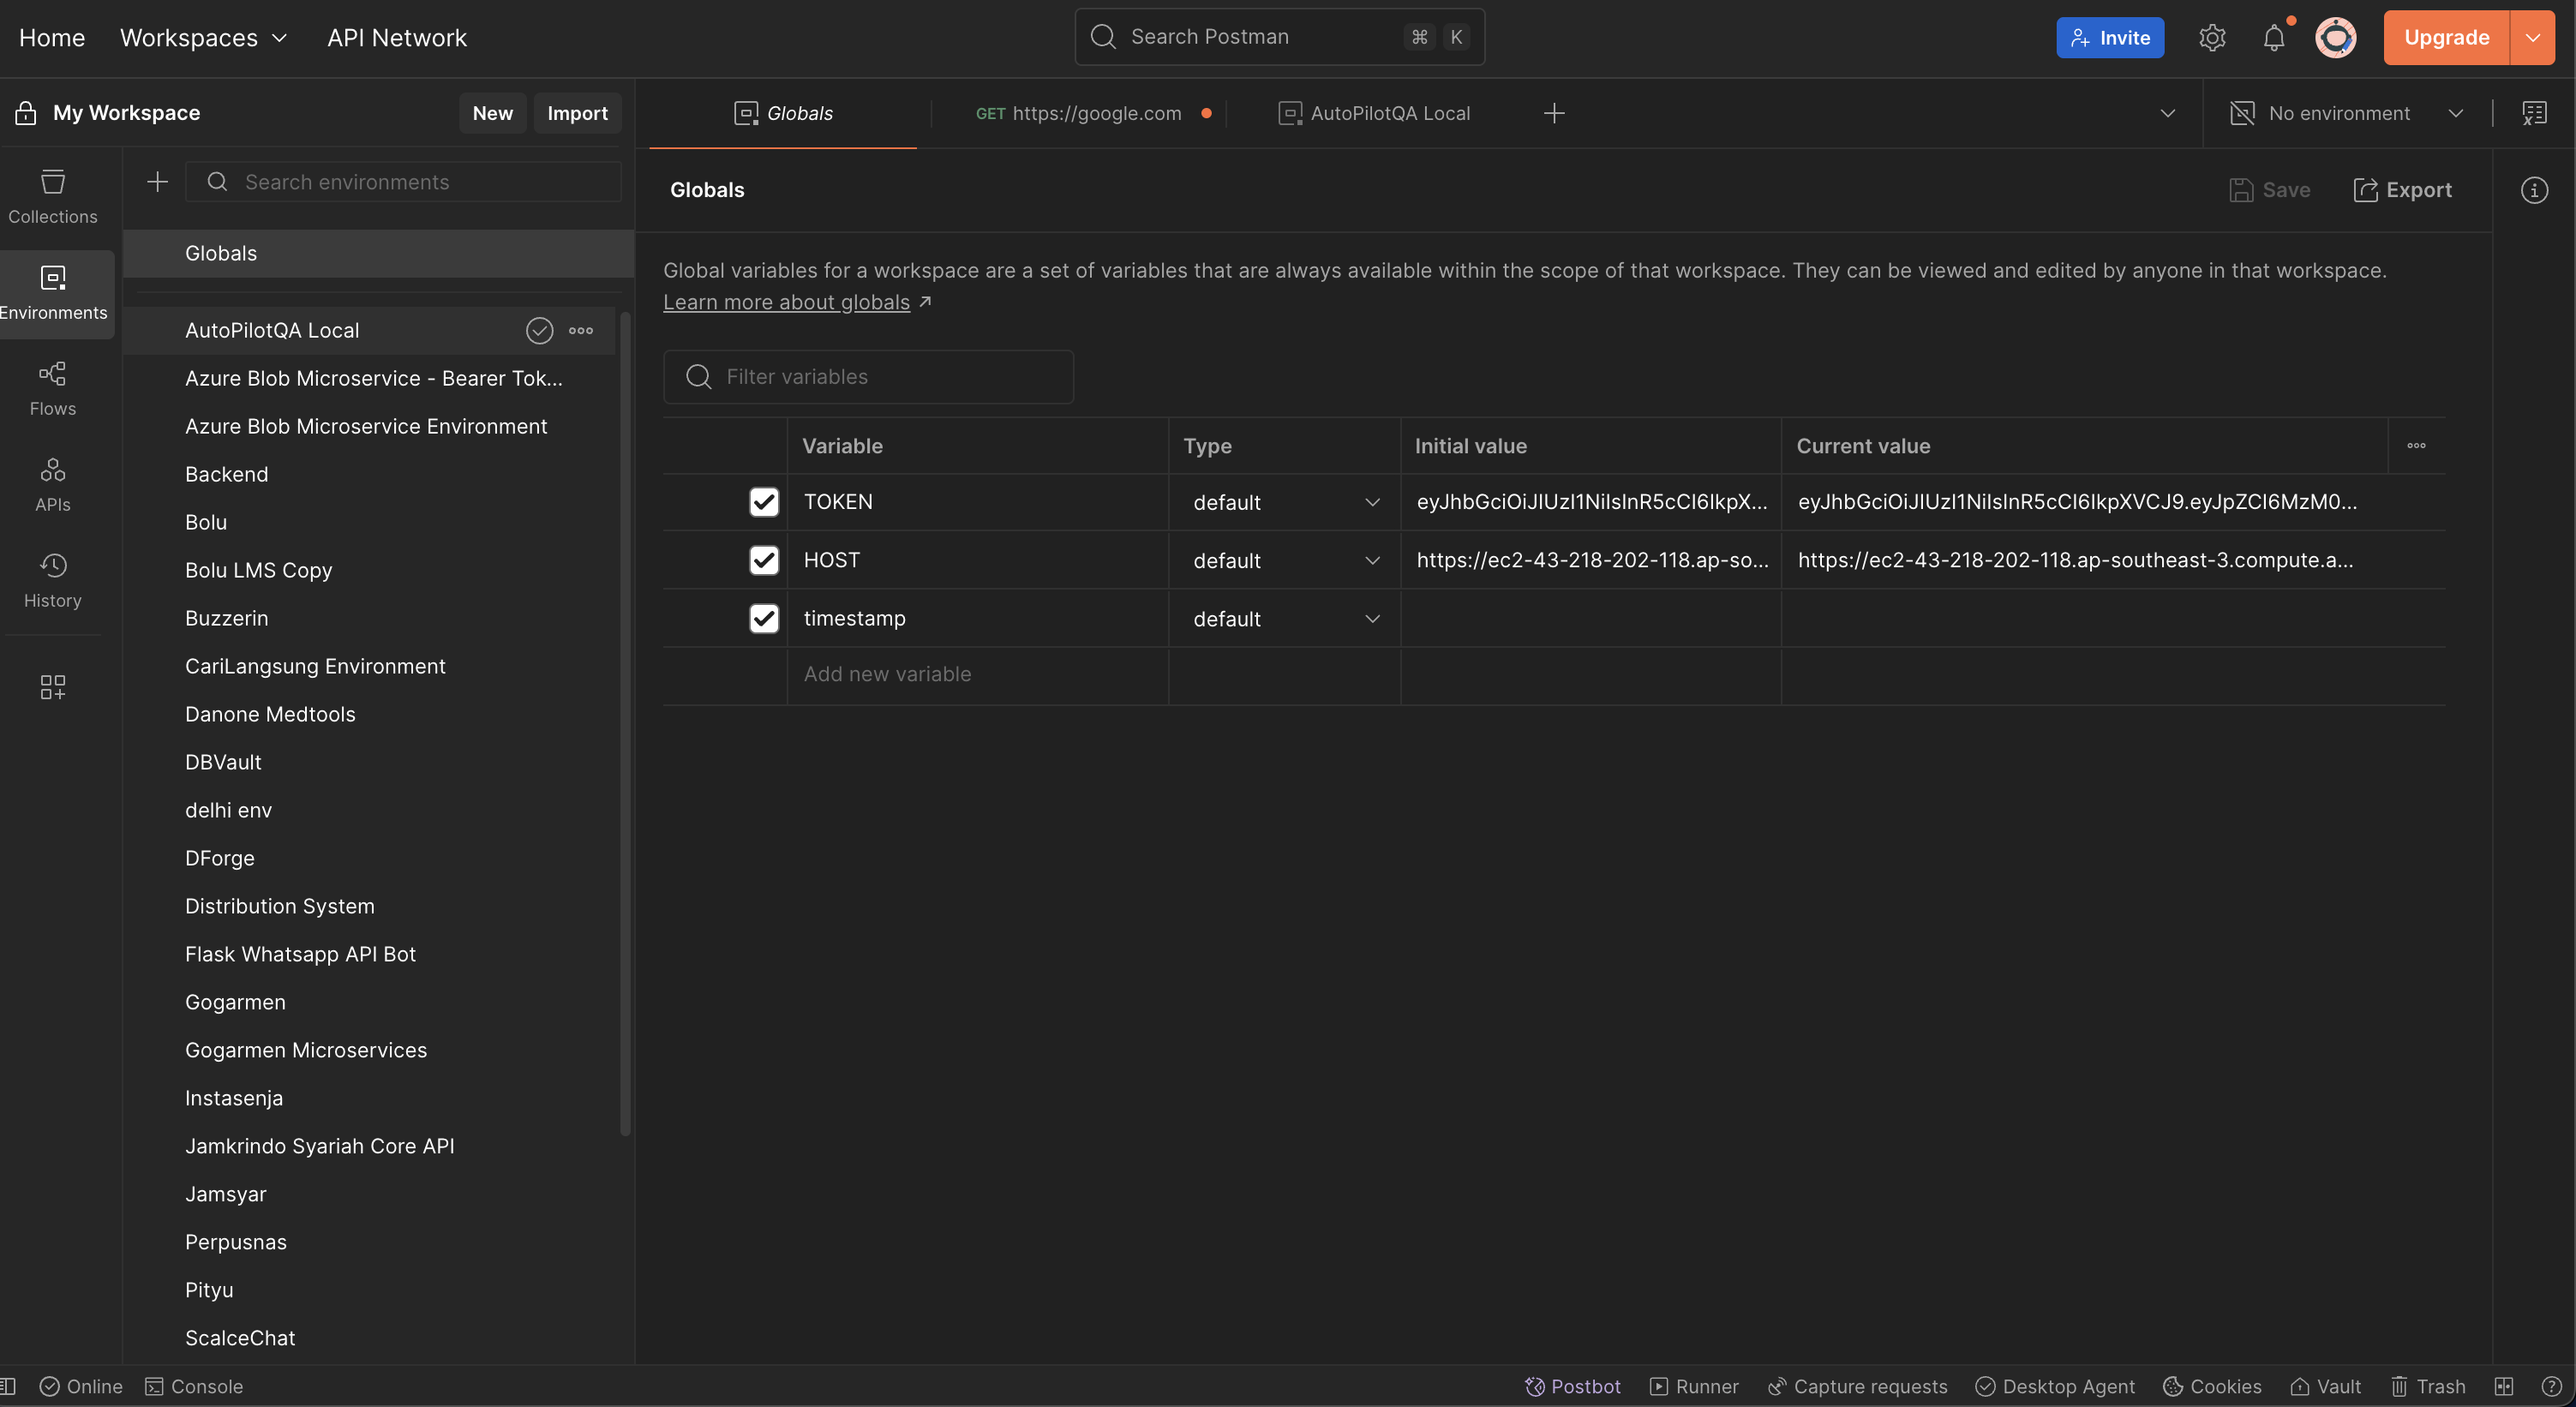 Home Workspaces API Network Search Postman ⌘ K Invite Upgrade
My Workspace New Import
Globals GET https://google.com AutoPilotQA Local No environment
Collections
Environments
Flows
APIs
History
Search environments
Globals
AutoPilotQA Local
Azure Blob Microservice - Bearer Tok...
Azure Blob Microservice Environment
Backend
Bolu
Bolu LMS Copy
Buzzerin
CariLangsung Environment
Danone Medtools
DBVault
delhi env
DForge
Distribution System
Flask Whatsapp API Bot
Gogarmen
Gogarmen Microservices
Instasenja
Jamkrindo Syariah Core API
Jamsyar
Perpusnas
Pityu
ScalceChat
Globals Save Export
Global variables for a workspace are a set of variables that are always available within the scope of that workspace. They can be viewed and edited by anyone in that workspace.
Learn more about globals ↗
Filter variables
Variable Type Initial value Current value
TOKEN default eyJhbGciOiJIUzI1NiIsInR5cCI6IkpX... eyJhbGciOiJIUzI1NiIsInR5cCI6IkpXVCJ9.eyJpZCI6MzM0...
HOST default https://ec2-43-218-202-118.ap-so... https://ec2-43-218-202-118.ap-southeast-3.compute.a...
timestamp default
Add new variable
Online Console Postbot Runner Capture requests Desktop Agent Cookies Vault Trash